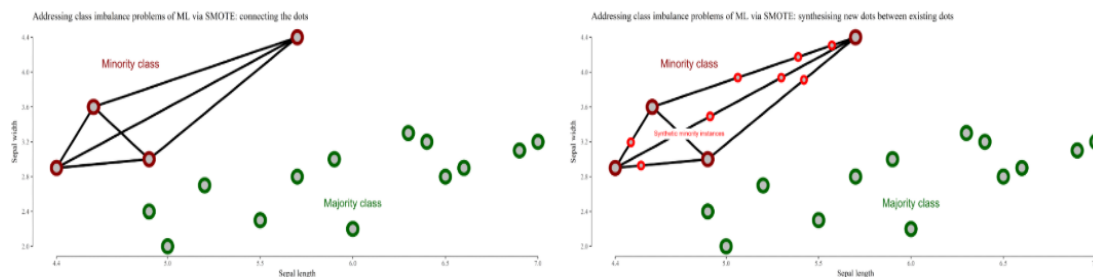 Addressing class imbalance problems of ML via SMOTE: connecting the dots
4.4
4.0
3.6
3.2
2.8
2.4
2.0
Sepal width
Minority class
Majority class
4.4
5.0
5.5
6.0
6.5
7.0
Sepal length
Addressing class imbalance problems of ML via SMOTE: synthesising new dots between existing dots
4.4
4.0
3.6
3.2
2.8
2.4
2.0
Sepal width
Minority class
Synthetic minority instances
Majority class
4.4
5.0
5.5
6.0
6.5
7.0
Sepal length